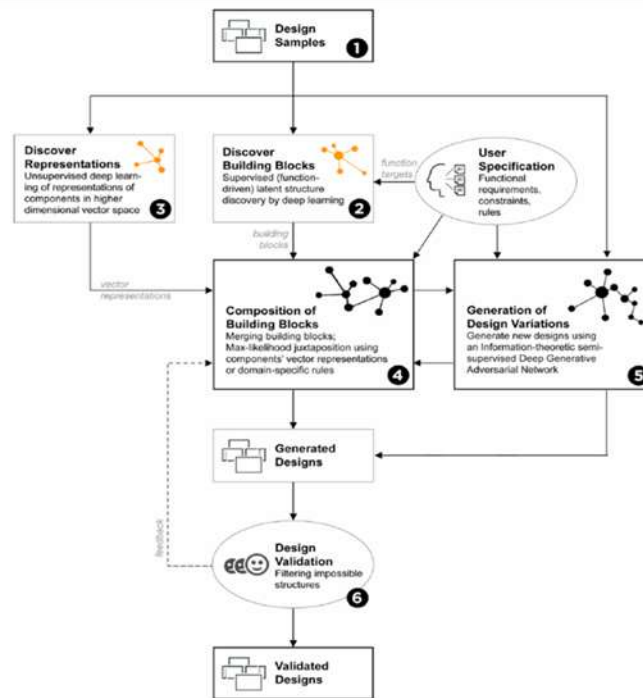 Design
Samples
1
Discover
Representations
Unsupervised deep lear-
ning of representations of
components in higher
dimensional vector space
3
Discover
Building Blocks
Supervised (function-
driven) latent structure
discovery by deep learning
2
function
targets
User
Specification
Functional
requirements,
constraints,
rules
building
blocks
vector
representations
Composition of
Building Blocks
Merging building blocks;
Max-likelihood juxtaposition using
components' vector representations
or domain-specific rules
4
Generation of
Design Variations
Generate new designs using
an Information-theoretic semi-
supervised Deep Generative
Adversarial Network
5
Generated
Designs
feedback
Design
Validation
Filtering impossible
structures
6
Validated
Designs